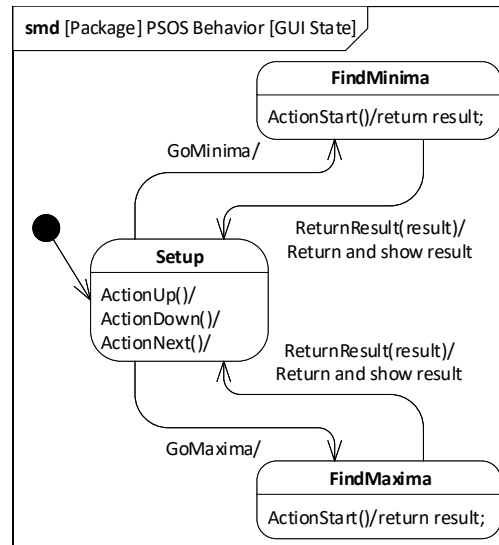 smd [Package] PSOS Behavior [GUI State]
FindMinima
ActionStart()/return result;
GoMinima/
ReturnResult(result)/
Return and show result
Setup
ActionUp()/
ActionDown()/
ActionNext()/
ReturnResult(result)/
Return and show result
GoMaxima/
FindMaxima
ActionStart()/return result;